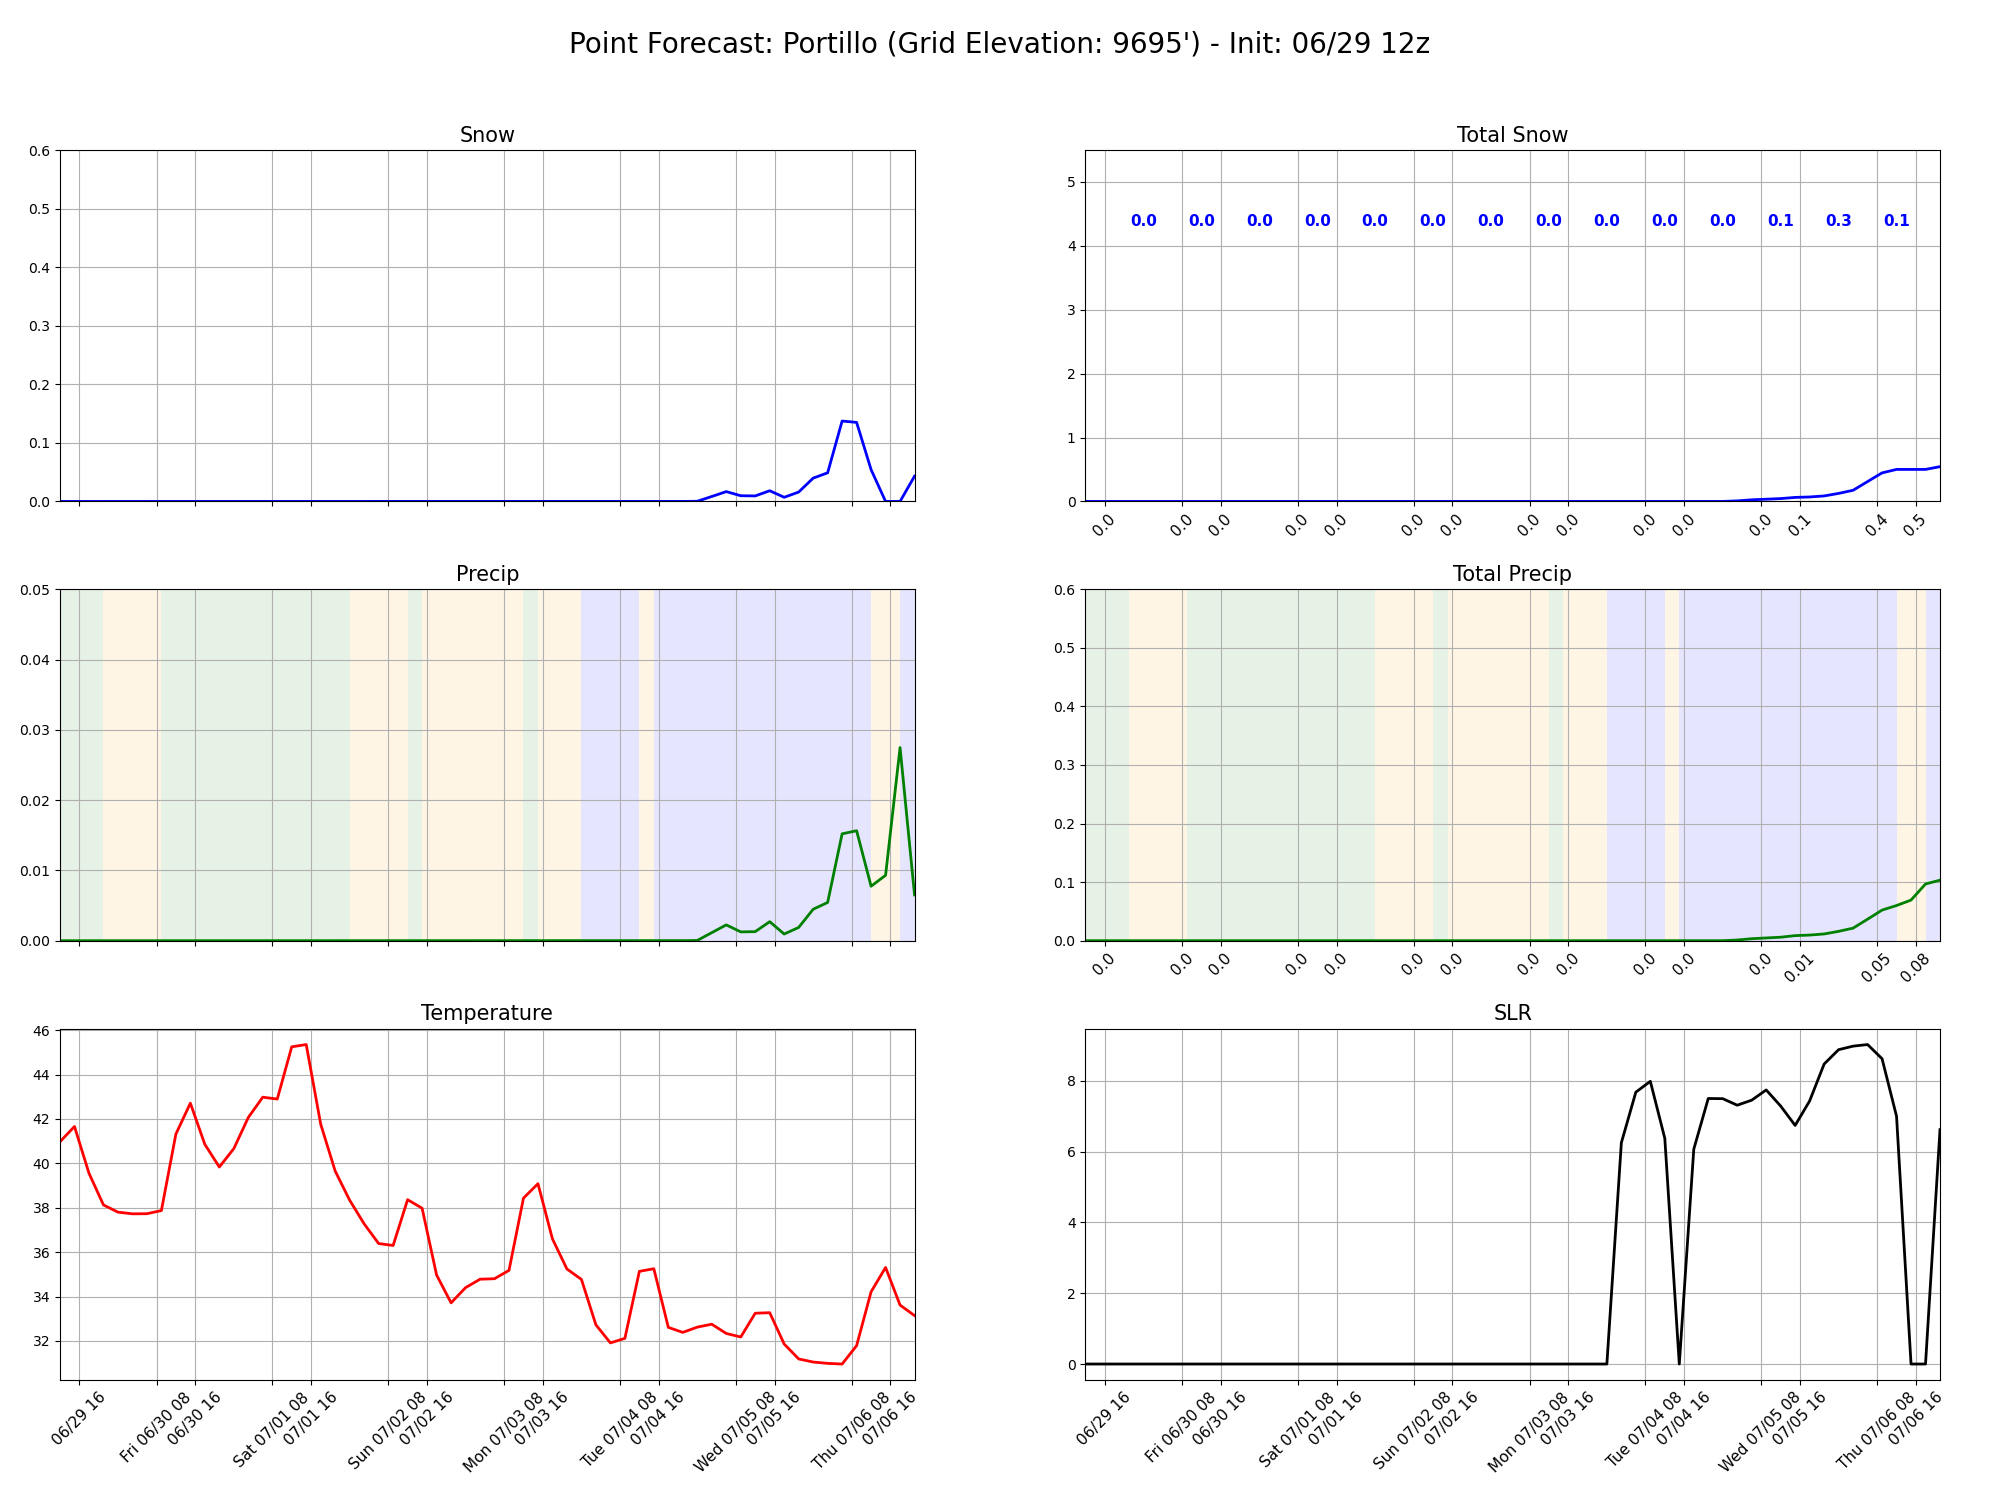 Point Forecast: Portillo (Grid Elevation: 9695') - Init: 06/29 12z
Snow
0.6
0.5
0.4
0.3
0.2
0.1
0.0
Total Snow
5
4
3
2
1
0
0.0 0.0 0.0 0.0 0.0 0.0 0.0 0.0 0.0 0.0 0.0 0.1 0.3 0.1
0.0 0.0 0.0 0.0 0.0 0.0 0.0 0.0 0.0 0.0 0.0 0.0 0.1 0.4 0.5
Precip
0.05
0.04
0.03
0.02
0.01
0.00
Total Precip
0.6
0.5
0.4
0.3
0.2
0.1
0.0
0.0 0.0 0.0 0.0 0.0 0.0 0.0 0.0 0.0 0.0 0.0 0.0 0.01 0.05 0.08
Temperature
46
44
42
40
38
36
34
32
06/29 16
Fri 06/30 08
06/30 16
Sat 07/01 08
07/01 16
Sun 07/02 08
07/02 16
Mon 07/03 08
07/03 16
Tue 07/04 08
07/04 16
Wed 07/05 08
07/05 16
Thu 07/06 08
07/06 16
SLR
8
6
4
2
0
06/29 16
Fri 06/30 08
06/30 16
Sat 07/01 08
07/01 16
Sun 07/02 08
07/02 16
Mon 07/03 08
07/03 16
Tue 07/04 08
07/04 16
Wed 07/05 08
07/05 16
Thu 07/06 08
07/06 16